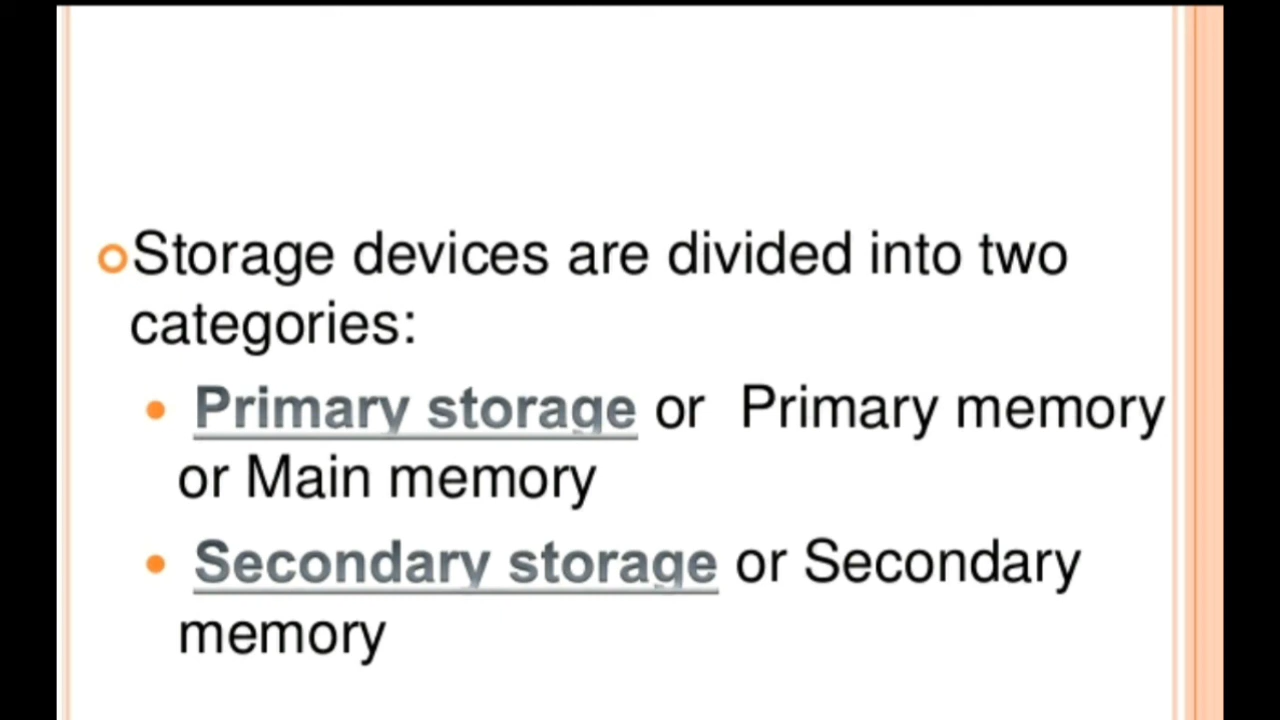 Storage devices are divided into two
categories:
Primary storage or Primary memory
or Main memory
Secondary storage or Secondary
memory